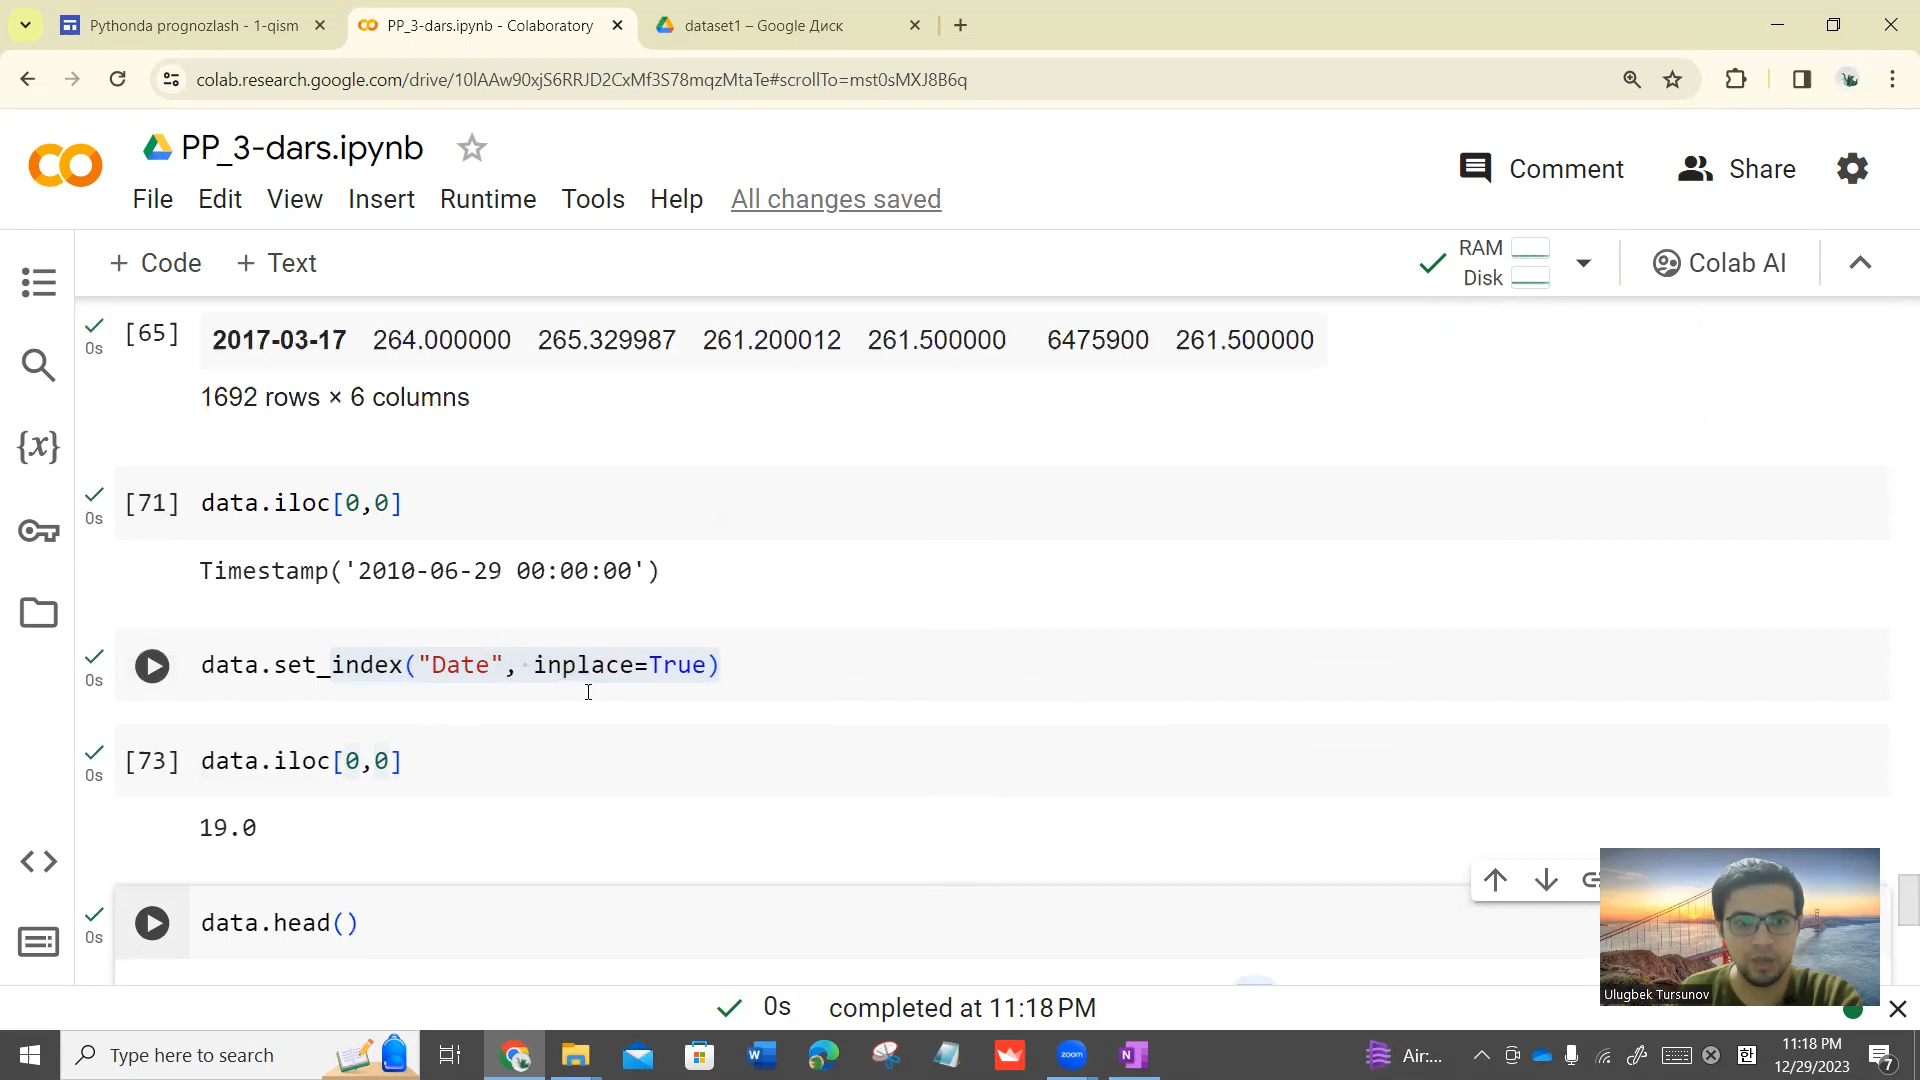 Pythonda prognozlash - 1-qism
PP_3-dars.ipynb - Colaboratory
dataset1 – Google Диск
colab.research.google.com/drive/10lAAw90xjS6RRJD2CxMf3S78mqzMtaTe#scrollTo=mst0sMXJ8B6q
PP_3-dars.ipynb
Comment
Share
File Edit View Insert Runtime Tools Help All changes saved
+ Code + Text
RAM
Disk
Colab AI
[65] 2017-03-17 264.000000 265.329987 261.200012 261.500000 6475900 261.500000
0s
1692 rows × 6 columns
[71] data.iloc[0,0]
0s
Timestamp('2010-06-29 00:00:00')
data.set_index("Date", inplace=True)
0s
[73] data.iloc[0,0]
0s
19.0
data.head()
0s
Ulugbek Tursunov
0s completed at 11:18 PM
Type here to search
zoom
Air:...
한
11:18 PM
12/29/2023
7